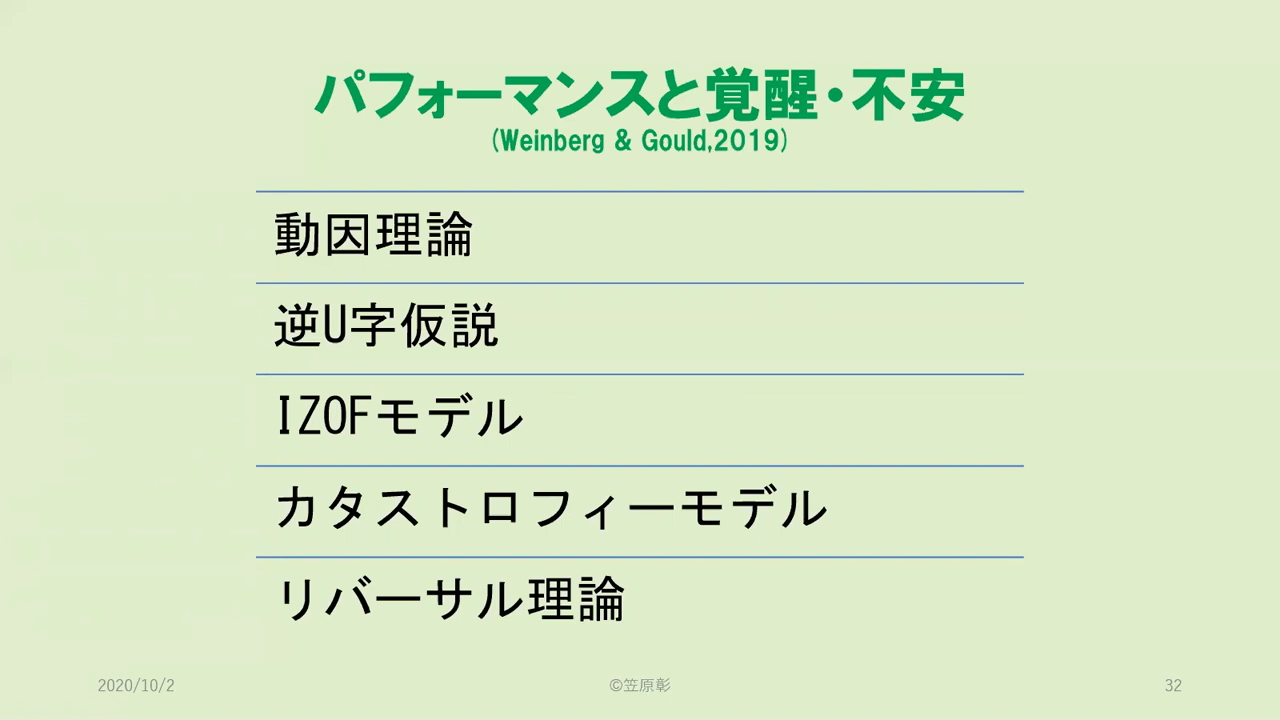 パフォーマンスと覚醒・不安
(Weinberg & Gould,2019)
動因理論
逆U字仮説
IZOFモデル
カタストロフィーモデル
リバーサル理論
2020/10/2
©笠原彰
32